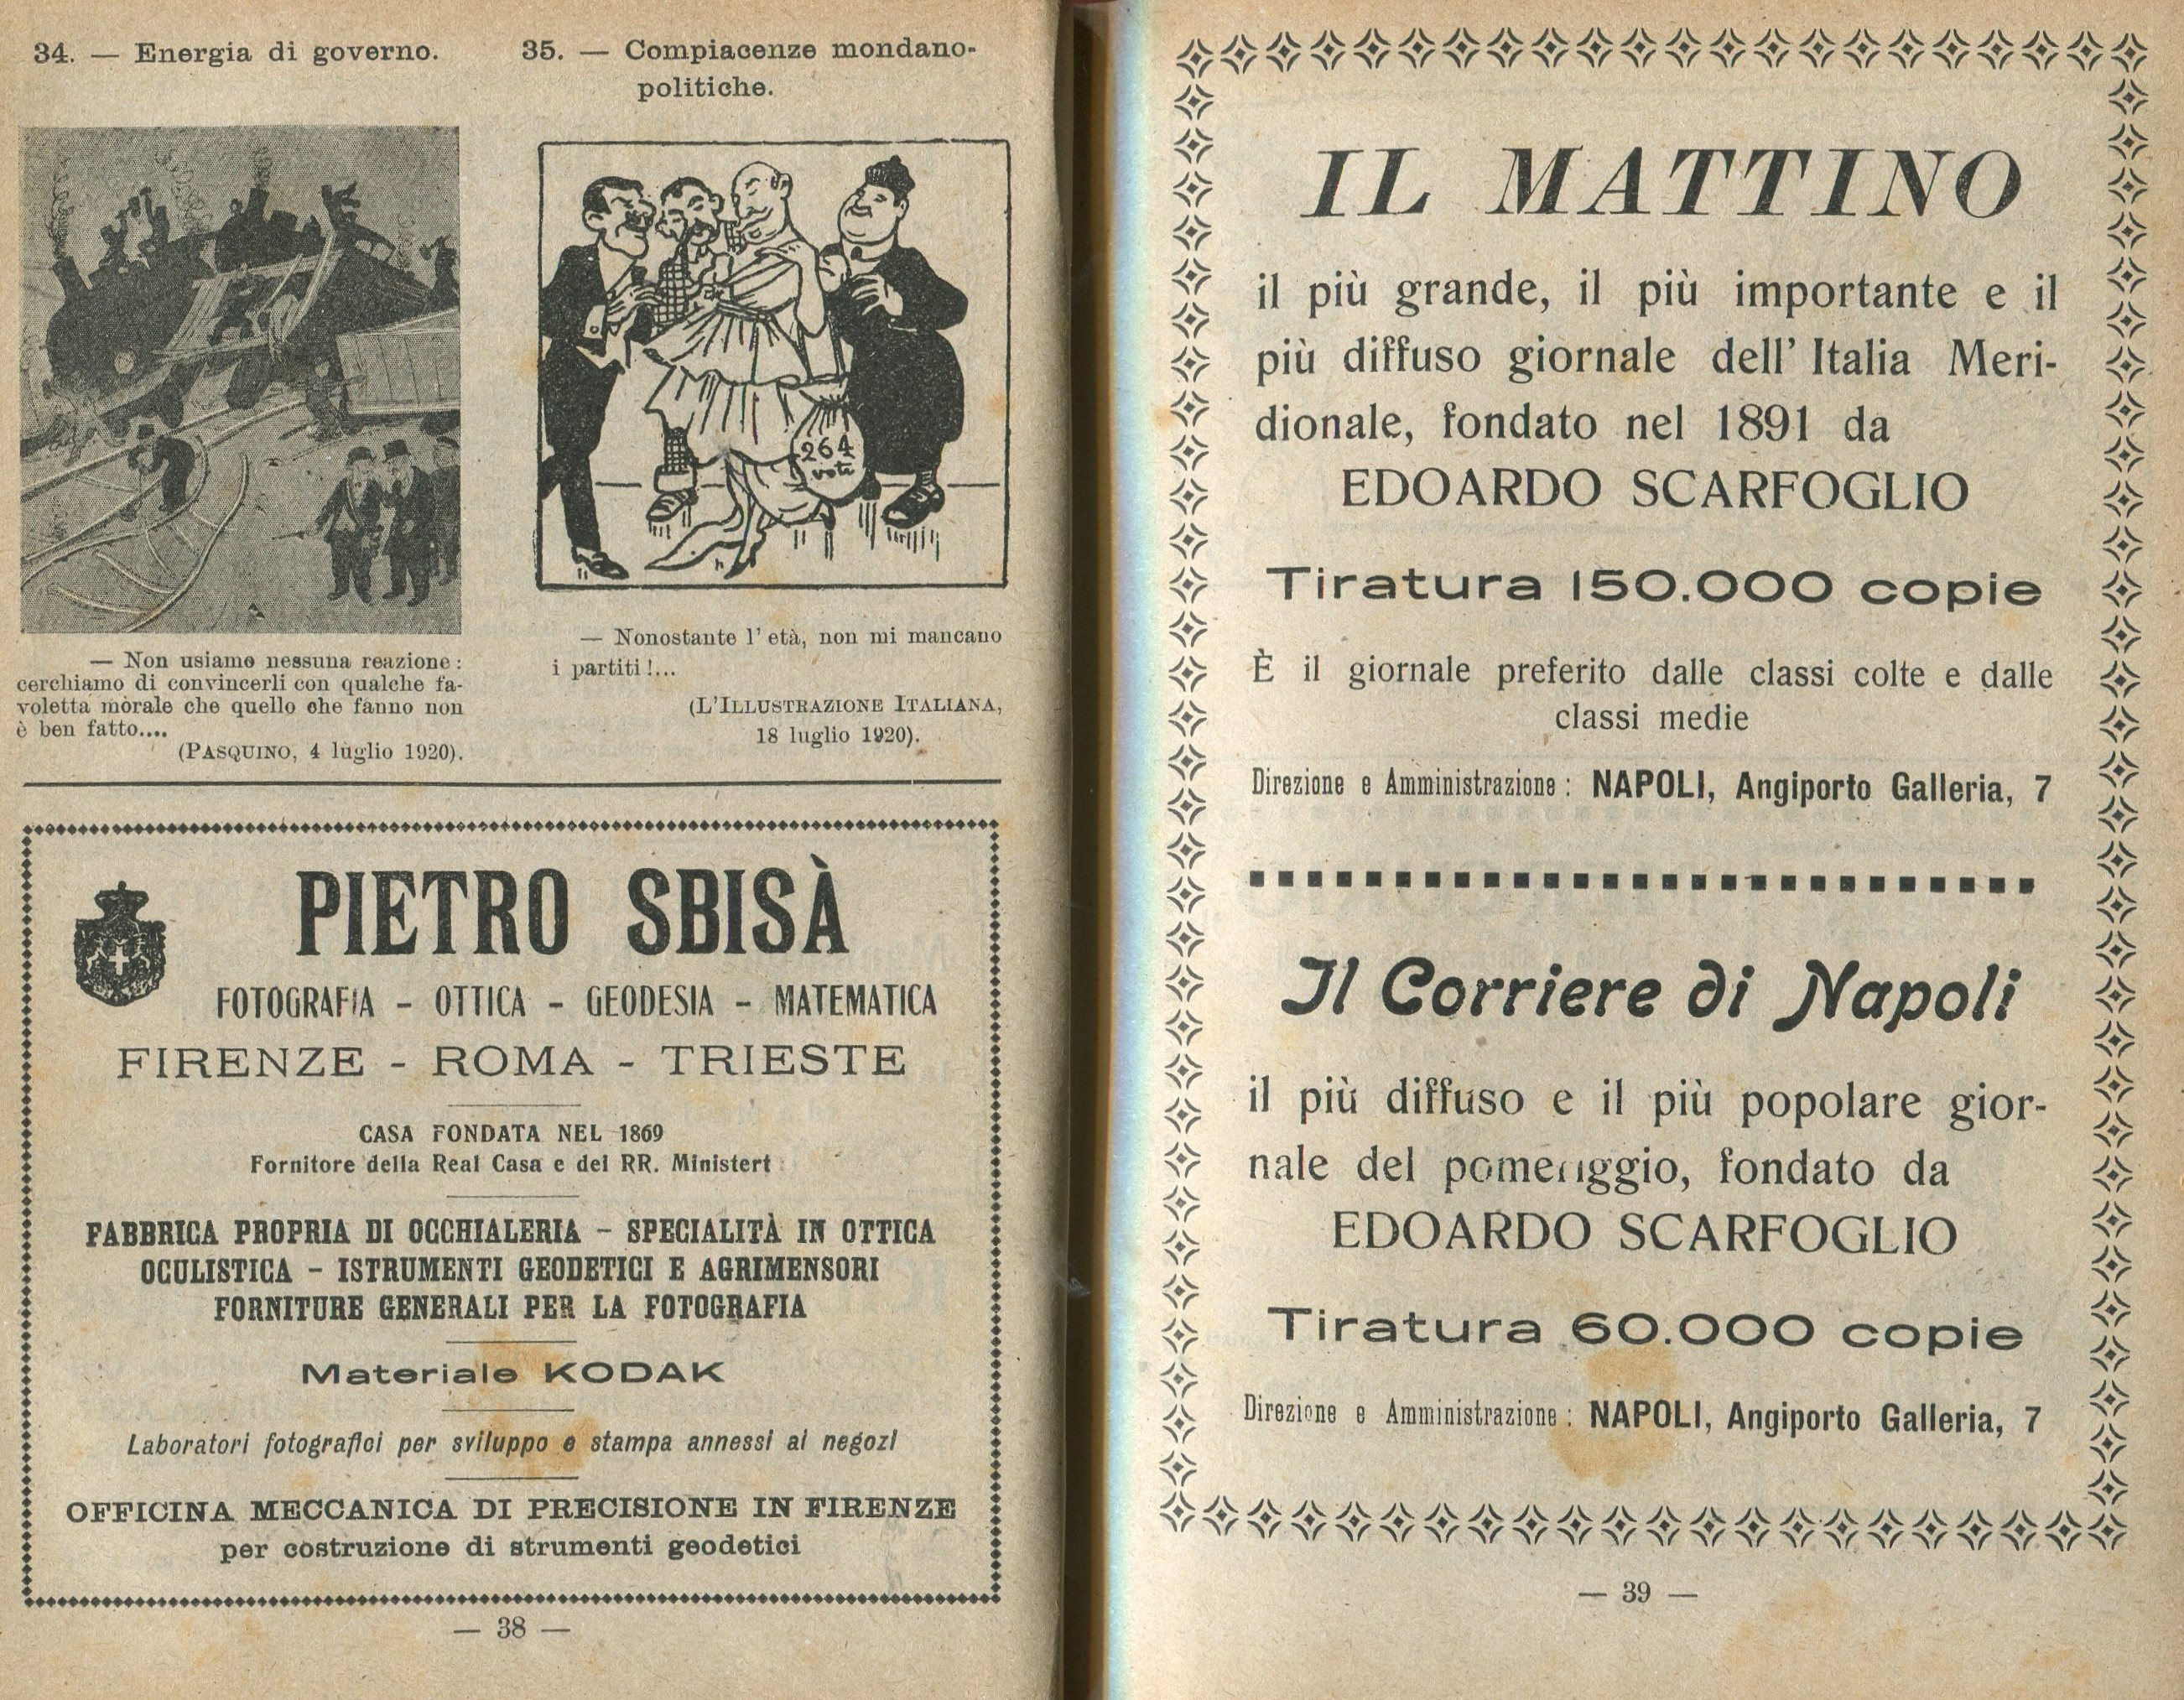 34. — Energia di governo.
— Non usiamo nessuna reazione:
cerchiamo di convincerli con qualche fa-
voletta morale che quello che fanno non
è ben fatto....
(PASQUINO, 4 luglio 1920).
35. — Compiacenze mondano-
politiche.
264
voti
— Nonostante l'età, non mi mancano
i partiti!...
(L'ILLUSTRAZIONE ITALIANA,
18 luglio 1920).
PIETRO SBISÀ
FOTOGRAFIA - OTTICA - GEODESIA - MATEMATICA
FIRENZE - ROMA - TRIESTE
CASA FONDATA NEL 1869
Fornitore della Real Casa e dei RR. Ministeri
FABBRICA PROPRIA DI OCCHIALERIA - SPECIALITÀ IN OTTICA
OCULISTICA - ISTRUMENTI GEODETICI E AGRIMENSORI
FORNITURE GENERALI PER LA FOTOGRAFIA
Materiale KODAK
Laboratori fotografici per sviluppo e stampa annessi ai negozi
OFFICINA MECCANICA DI PRECISIONE IN FIRENZE
per costruzione di strumenti geodetici
— 38 —
IL MATTINO
il più grande, il più importante e il
più diffuso giornale dell'Italia Meri-
dionale, fondato nel 1891 da
EDOARDO SCARFOGLIO
Tiratura 150.000 copie
È il giornale preferito dalle classi colte e dalle
classi medie
Direzione e Amministrazione: NAPOLI, Angiporto Galleria, 7
Il Corriere di Napoli
il più diffuso e il più popolare gior-
nale del pomeriggio, fondato da
EDOARDO SCARFOGLIO
Tiratura 60.000 copie
Direzione e Amministrazione: NAPOLI, Angiporto Galleria, 7
— 39 —